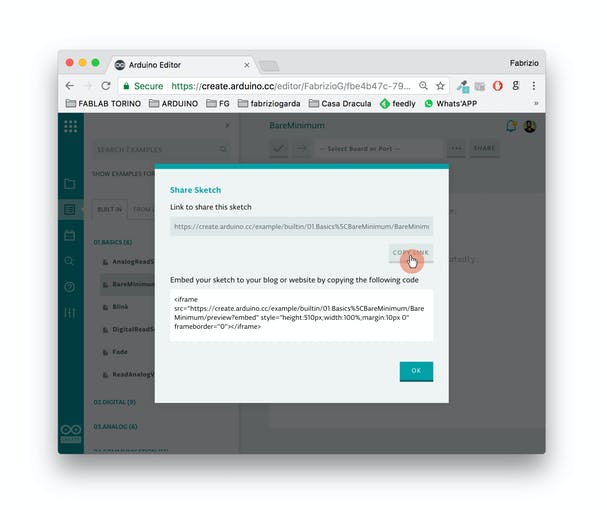 Arduino Editor
Fabrizio
Secure https://create.arduino.cc/editor/FabrizioG/fbe4b47c-79...
FABLAB TORINO ARDUINO FG fabriziogarda Casa Dracula feedly Whats'APP »
BareMinimum
SEARCH EXAMPLES
-- Select Board or Port --
SHARE
SHOW EXAMPLES FOR
BUILT IN
FROM L
01.BASICS (6)
AnalogReadS
BareMinimum
Blink
DigitalReadSe
Fade
ReadAnalogV
02.DIGITAL (9)
03.ANALOG (6)
Share Sketch
Link to share this sketch
https://create.arduino.cc/example/builtin/01.Basics%5CBareMinimum/BareMinim
COPY LINK
Embed your sketch to your blog or website by copying the following code
<iframe
src="https://create.arduino.cc/example/builtin/01.Basics%5CBareMinimum/Bare
Minimum/preview?embed" style="height:510px;width:100%;margin:10px 0"
frameborder="0"></iframe>
OK